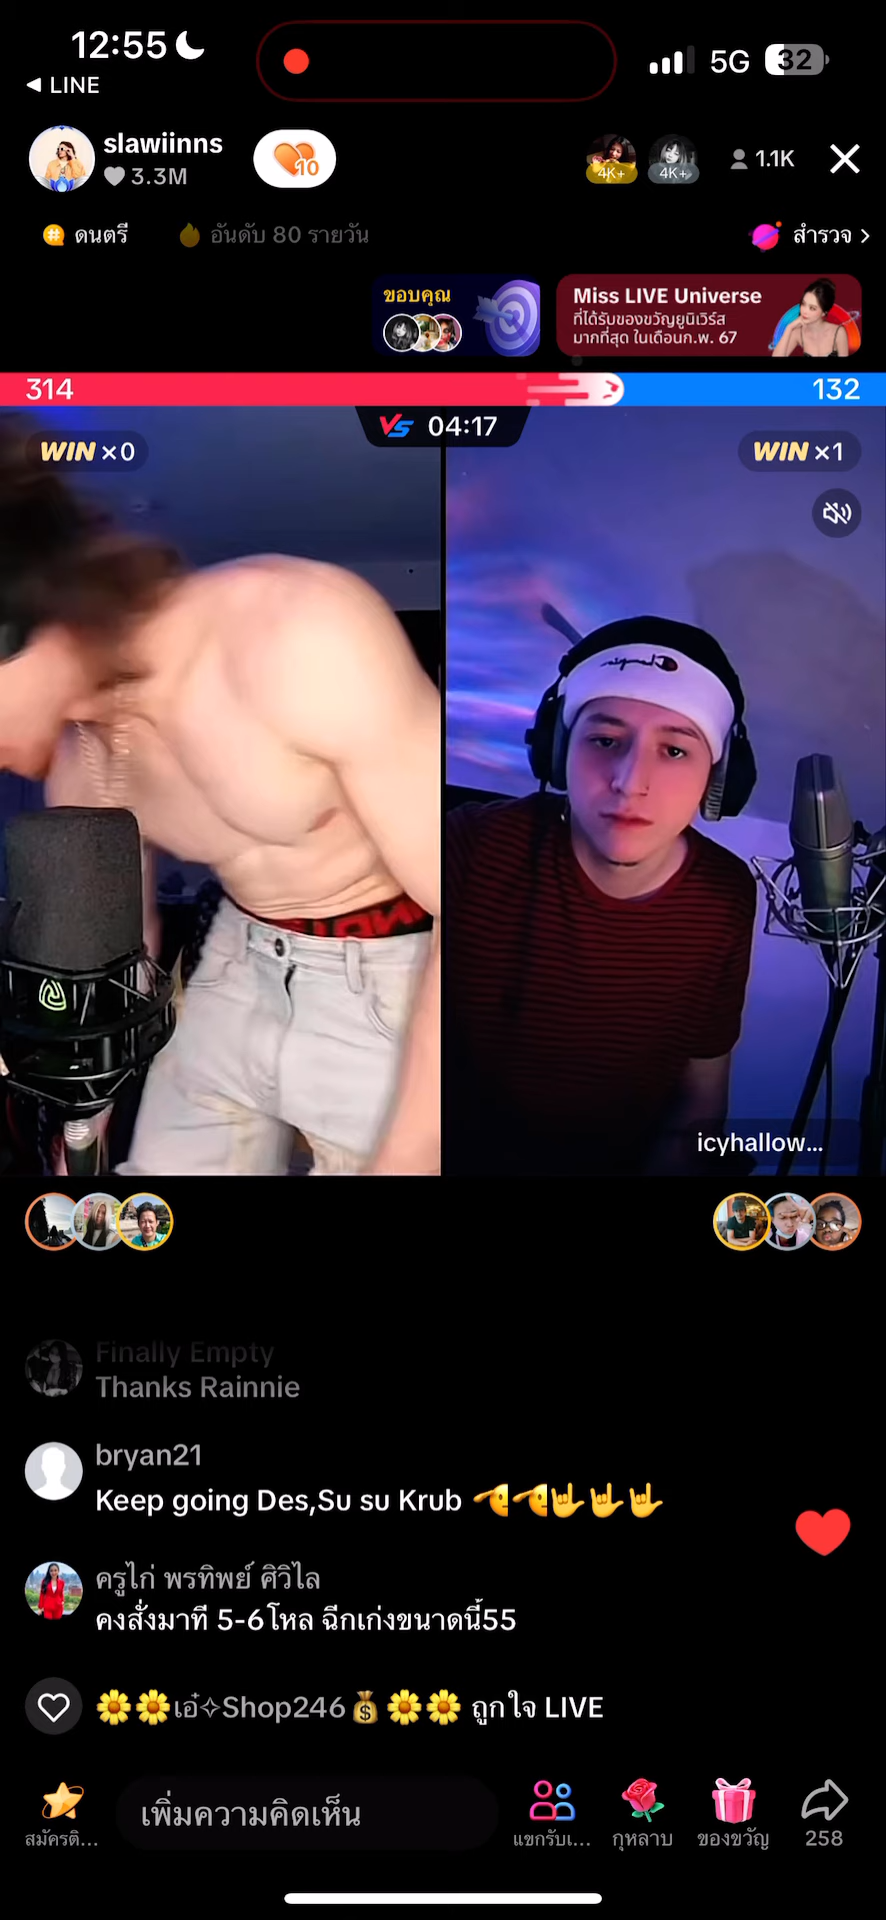 12:55
5G
32
LINE
slawiinns
3.3M
10
4K+
4K+
1.1K
ดนตรี
อันดับ 80 รายวัน
สำรวจ
ขอบคุณ
Miss LIVE Universe
ที่ได้รับของขวัญยูนิเวิร์ส
มากที่สุด ในเดือนก.พ. 67
314
132
VS 04:17
WIN ×0
WIN ×1
Champion
icyhallow...
Finally Empty
Thanks Rainnie
bryan21
Keep going Des,Su su Krub 🫡🫡🤟🤟🤟
ครูไก่ พรทิพย์ ศิวิไล
คงสั่งมาที 5-6โหล ฉีกเก่งขนาดนี้55
🌼🌼เอ๋✧Shop246💰🌼🌼 ถูกใจ LIVE
สมัครติ...
เพิ่มความคิดเห็น
แขกรับเ...
กุหลาบ
ของขวัญ
258